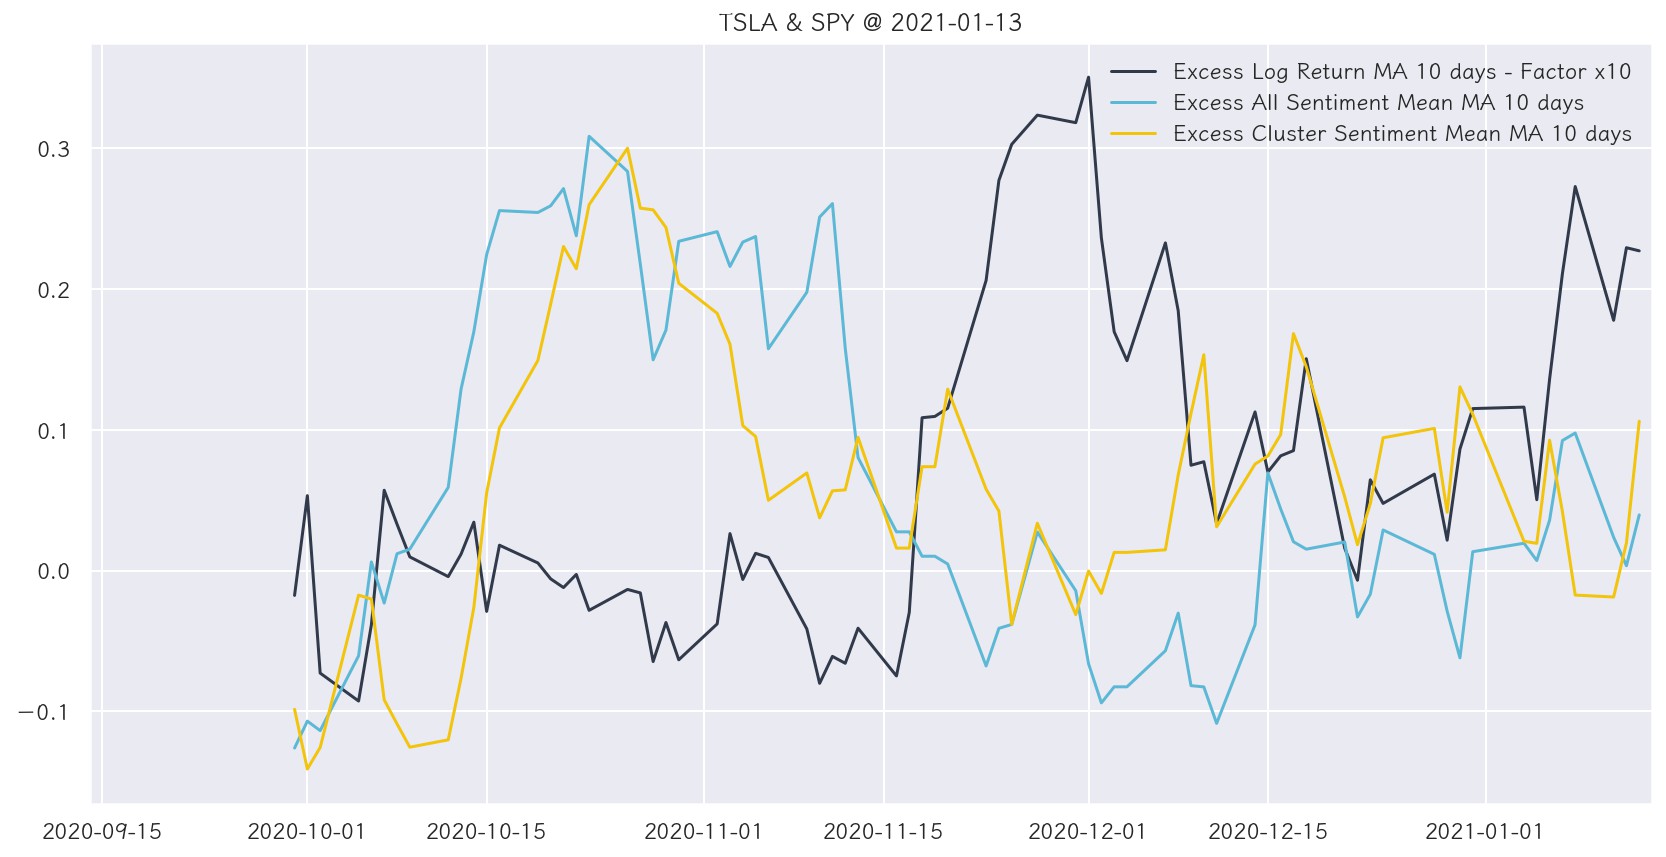 TSLA & SPY @ 2021-01-13
Excess Log Return MA 10 days - Factor x10
Excess All Sentiment Mean MA 10 days
Excess Cluster Sentiment Mean MA 10 days
0.3
0.2
0.1
0.0
−0.1
2020-09-15 2020-10-01 2020-10-15 2020-11-01 2020-11-15 2020-12-01 2020-12-15 2021-01-01